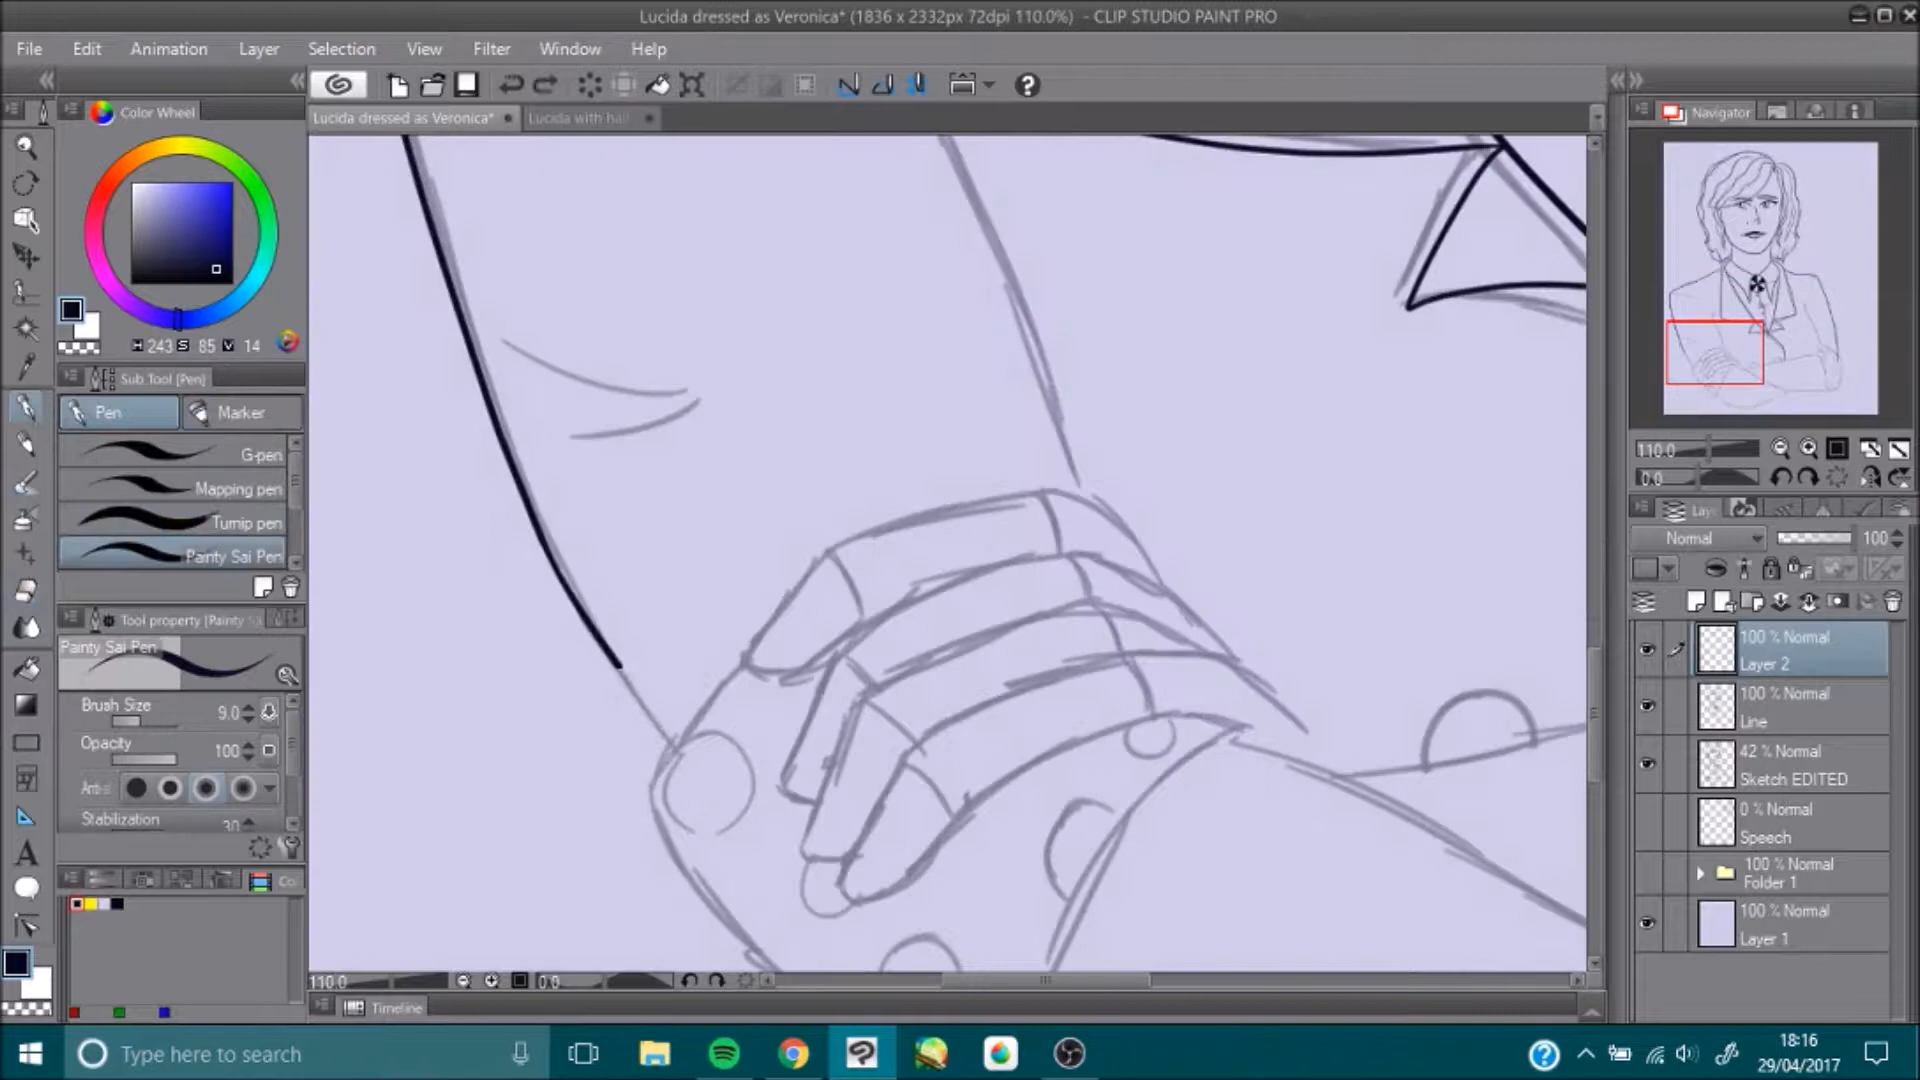 Lucida dressed as Veronica* (1836 x 2332px 72dpi 110.0%) - CLIP STUDIO PAINT PRO
File Edit Animation Layer Selection View Filter Window Help
Color Wheel
Lucida dressed as Veronica*
Navigator
H 243 S 85 V 14
Sub Tool [Pen]
Pen Marker
G-pen
Mapping pen
Turnip pen
Painty Sai Pen
Tool property [Painty
Painty Sai Pen
Brush Size 9.0
Opacity 100
Stabilization
110.0
0.0
Normal 100
100 % Normal
Layer 2
100 % Normal
Line
42 % Normal
Sketch EDITED
0 % Normal
Speech
100 % Normal
Folder 1
100 % Normal
Layer 1
110.0 0.0
Timeline
Type here to search
18:16
29/04/2017